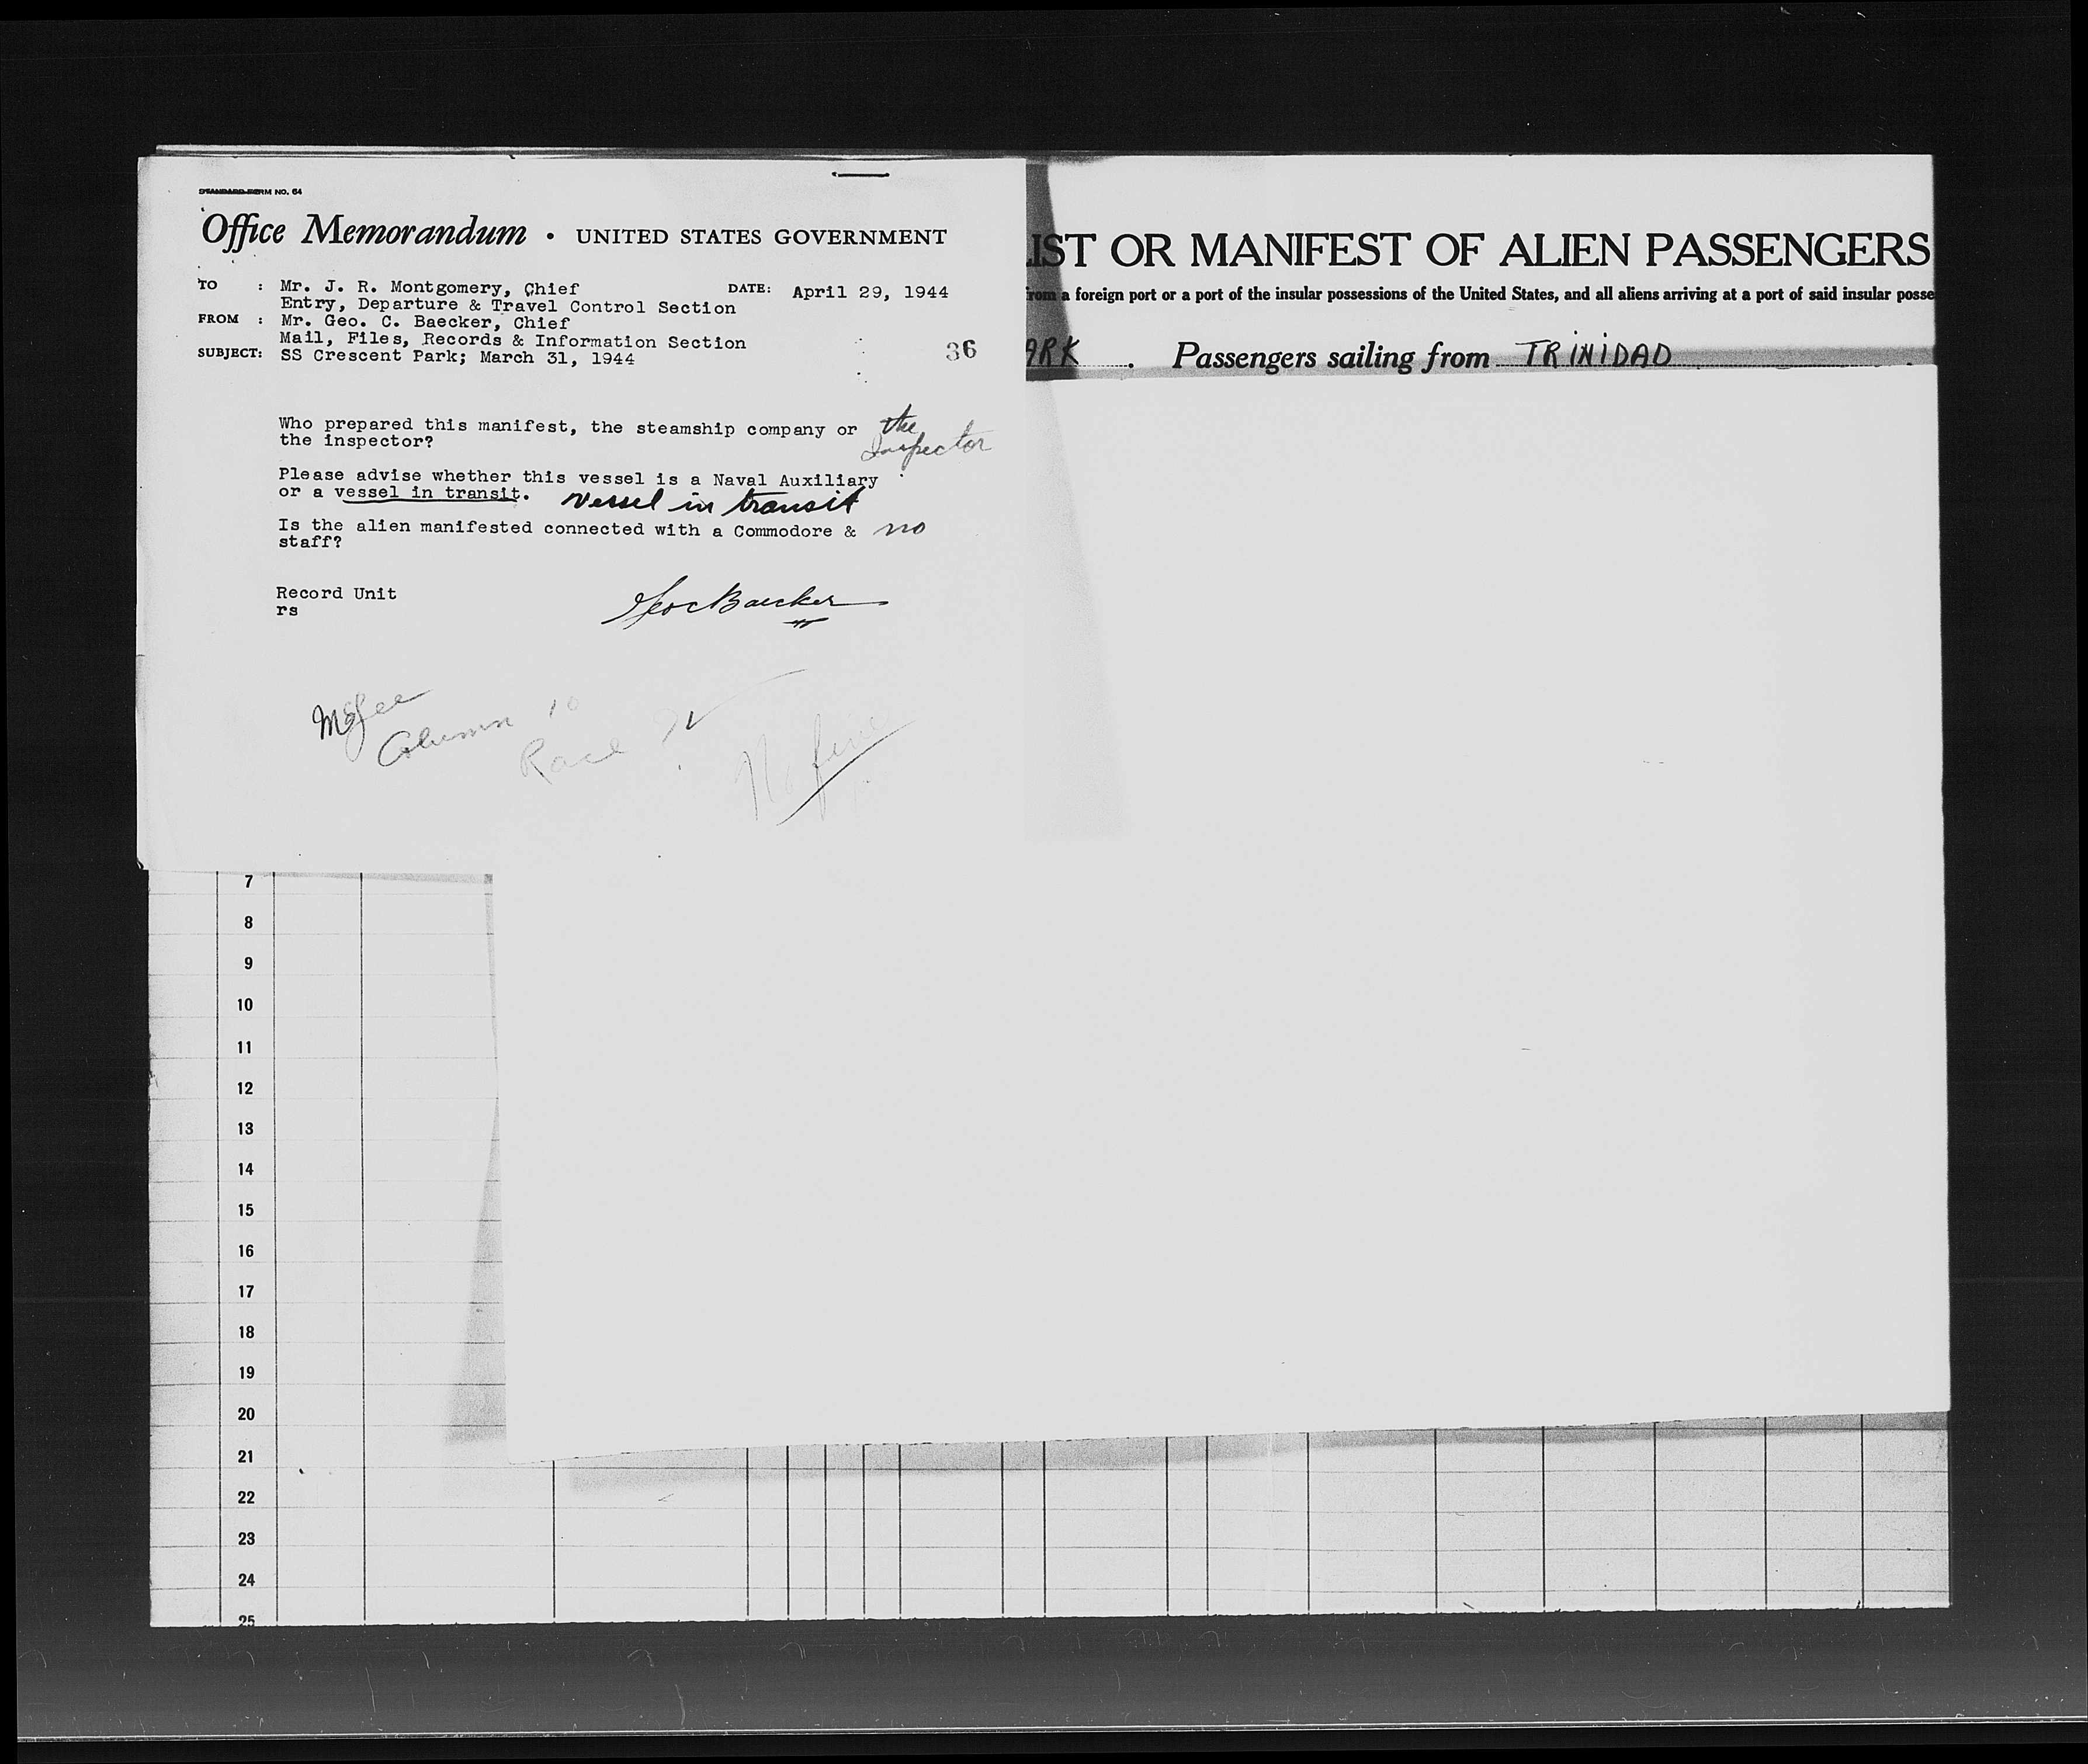 STANDARD FORM NO. 64
Office Memorandum • UNITED STATES GOVERNMENT
TO : Mr. J. R. Montgomery, Chief DATE: April 29, 1944
Entry, Departure & Travel Control Section
FROM : Mr. Geo. C. Baecker, Chief
Mail, Files, Records & Information Section
SUBJECT: SS Crescent Park; March 31, 1944
36
Who prepared this manifest, the steamship company or the
the inspector? Inspector
Please advise whether this vessel is a Naval Auxiliary
or a vessel in transit. vessel in transit
Is the alien manifested connected with a Commodore & no
staff?
Record Unit
rs
Geo C Baecker
McGee
Column 10
Race ?
No fine
IST OR MANIFEST OF ALIEN PASSENGERS
from a foreign port or a port of the insular possessions of the United States, and all aliens arriving at a port of said insular posse
ARK . Passengers sailing from TRINIDAD
7
8
9
10
11
12
13
14
15
16
17
18
19
20
21
22
23
24
25